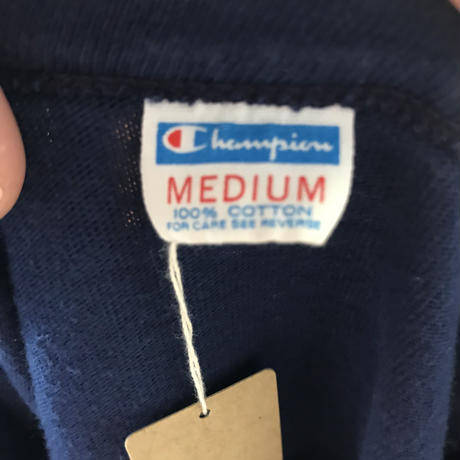 Champion
MEDIUM
100% COTTON
FOR CARE SEE REVERSE